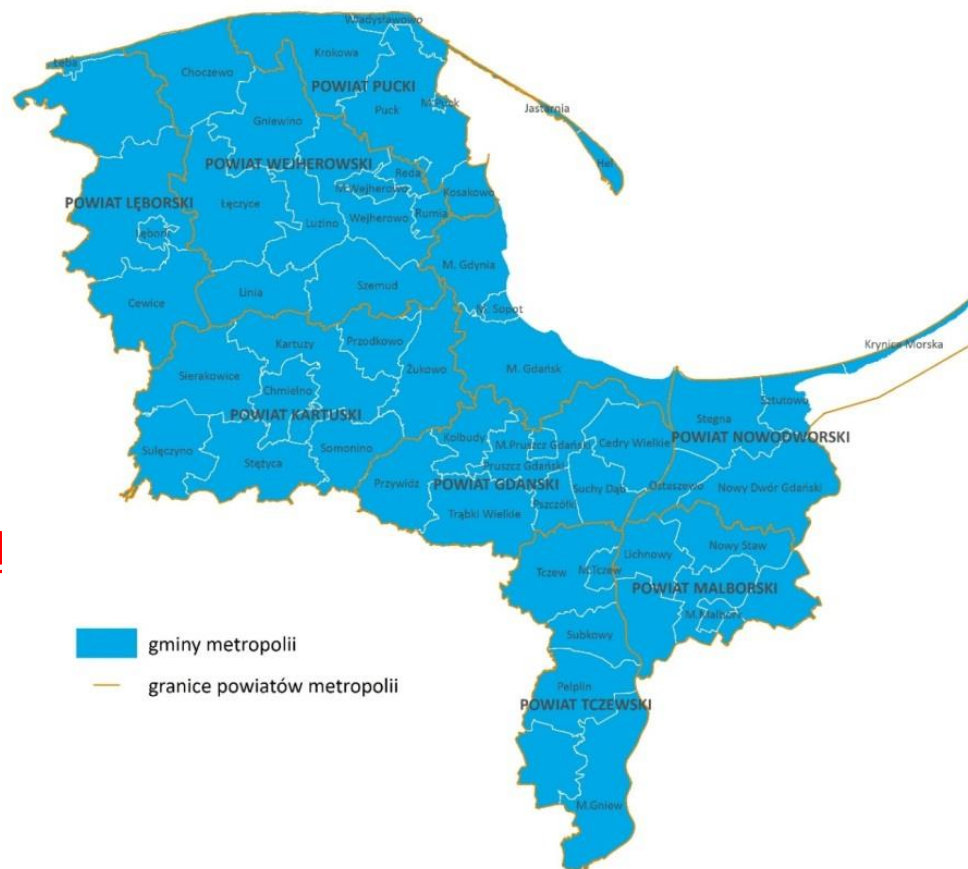 Władysławowo
Krokowa
Łeba
Choczewo
POWIAT PUCKI
Puck
M.Puck
Jastarnia
Gniewino
POWIAT WEJHEROWSKI
Reda
Hel
M.Wejherowo
Kosakowo
POWIAT LĘBORSKI
Łęczyce
Luzino
Wejherowo
Rumia
Lębork
M. Gdynia
Cewice
Linia
Szemud
M. Sopot
Kartuzy
Przodkowo
Krynica Morska
Sierakowice
Żukowo
M. Gdańsk
Chmielno
Sztutowo
POWIAT KARTUSKI
Stegna
POWIAT NOWODWORSKI
Kolbudy
M.Pruszcz Gdański
Cedry Wielkie
Sulęczyno
Stężyca
Somonino
Pruszcz Gdański
Przywidz
POWIAT GDAŃSKI
Suchy Dąb
Ostaszewo
Nowy Dwór Gdański
Trąbki Wielkie
Pszczółki
Lichnowy
Nowy Staw
Tczew
M.Tczew
POWIAT MALBORSKI
M.Malbork
Subkowy
gminy metropolii
Pelplin
granice powiatów metropolii
POWIAT TCZEWSKI
M.Gniew